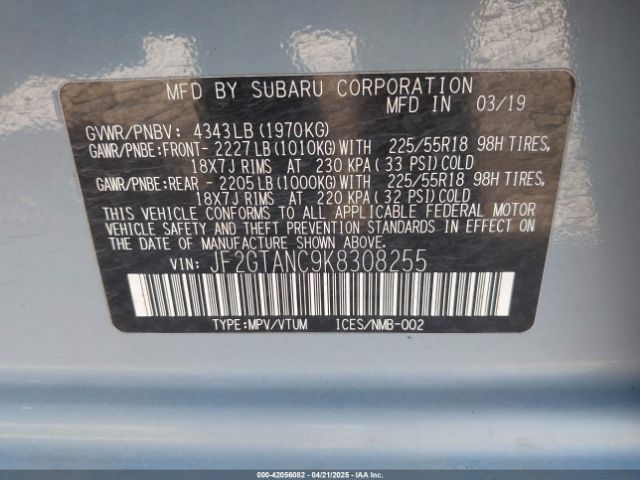 MFD BY SUBARU CORPORATION
MFD IN 03/19
GVWR/PNBV: 4343LB(1970KG)
GAWR/PNBE:FRONT- 2227LB(1010KG)WITH 225/55R18 98H TIRES,
18X7J RIMS AT 230 KPA(33 PSI)COLD
GAWR/PNBE:REAR - 2205LB(1000KG)WITH 225/55R18 98H TIRES,
18X7J RIMS AT 220 KPA(32 PSI)COLD
THIS VEHICLE CONFORMS TO ALL APPLICABLE FEDERAL MOTOR
VEHICLE SAFETY AND THEFT PREVENTION STANDARDS IN EFFECT ON
THE DATE OF MANUFACTURE SHOWN ABOVE.
VIN: JF2GTANC9K8308255
TYPE:MPV/VTUM ICES/NMB-002
000-42056082 - 04/21/2025 - IAAI.com